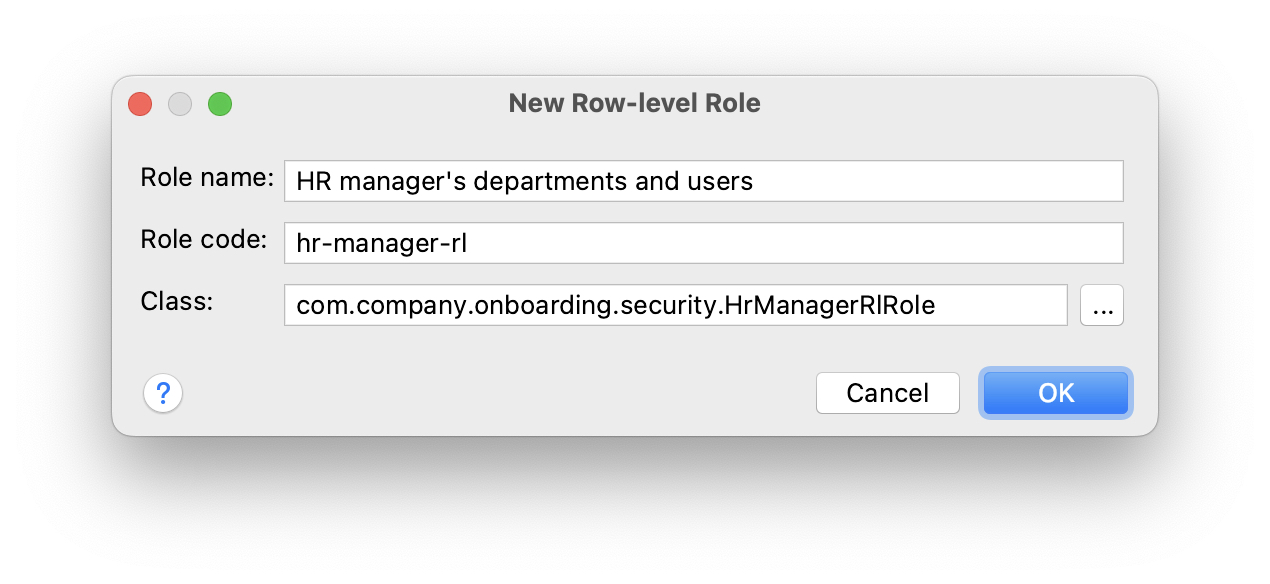 New Row-level Role
Role name: HR manager's departments and users
Role code: hr-manager-rl
Class: com.company.onboarding.security.HrManagerRlRole ...
? Cancel OK